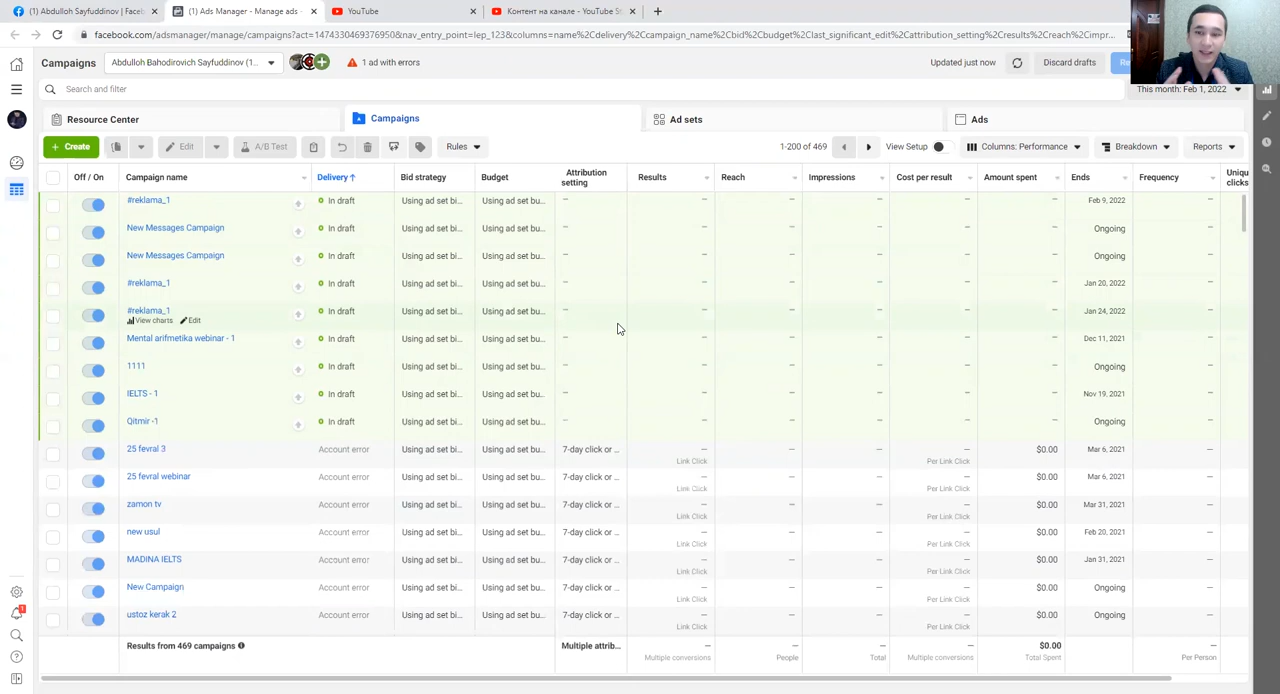 (1) Abdulloh Sayfuddinov | Facebo
(1) Ads Manager - Manage ads -
YouTube
Контент на канале - YouTube St
facebook.com/adsmanager/manage/campaigns?act=1474330469376950&nav_entry_point=lep_123&columns=name%2Cdelivery%2Ccampaign_name%2Cbid%2Cbudget%2Clast_significant_edit%2Cattribution_setting%2Cresults%2Creach%2Cimpr...
Campaigns
Abdulloh Bahodirovich Sayfuddinov (1...
1 ad with errors
Updated just now
Discard drafts
Re
Search and filter
This month: Feb 1, 2022
Resource Center
Campaigns
Ad sets
Ads
+ Create
Edit
A/B Test
Rules
1-200 of 469
View Setup
Columns: Performance
Breakdown
Reports
Off / On
Campaign name
Delivery ↑
Bid strategy
Budget
Attribution
setting
Results
Reach
Impressions
Cost per result
Amount spent
Ends
Frequency
Uniqu
clicks
#reklama_1 In draft Using ad set bi... Using ad set bu... — — — — — — Feb 9, 2022 —
New Messages Campaign In draft Using ad set bi... Using ad set bu... — — — — — — Ongoing —
New Messages Campaign In draft Using ad set bi... Using ad set bu... — — — — — — Ongoing —
#reklama_1 In draft Using ad set bi... Using ad set bu... — — — — — — Jan 20, 2022 —
#reklama_1 In draft Using ad set bi... Using ad set bu... — — — — — — Jan 24, 2022 —
View charts Edit
Mental arifmetika webinar - 1 In draft Using ad set bi... Using ad set bu... — — — — — — Dec 11, 2021 —
1111 In draft Using ad set bi... Using ad set bu... — — — — — — Ongoing —
IELTS - 1 In draft Using ad set bi... Using ad set bu... — — — — — — Nov 19, 2021 —
Qitmir -1 In draft Using ad set bi... Using ad set bu... — — — — — — Ongoing —
25 fevral 3 Account error Using ad set bi... Using ad set bu... 7-day click or ... — — — — $0.00 Mar 6, 2021 —
Link Click Per Link Click
25 fevral webinar Account error Using ad set bi... Using ad set bu... 7-day click or ... — — — — $0.00 Mar 6, 2021 —
Link Click Per Link Click
zamon tv Account error Using ad set bi... Using ad set bu... 7-day click or ... — — — — $0.00 Mar 31, 2021 —
Link Click Per Link Click
new usul Account error Using ad set bi... Using ad set bu... 7-day click or ... — — — — $0.00 Feb 20, 2021 —
Link Click Per Link Click
MADINA IELTS Account error Using ad set bi... Using ad set bu... 7-day click or ... — — — — $0.00 Jan 31, 2021 —
Link Click Per Link Click
New Campaign Account error Using ad set bi... Using ad set bu... 7-day click or ... — — — — $0.00 Ongoing —
Link Click Per Link Click
ustoz kerak 2 Account error Using ad set bi... Using ad set bu... 7-day click or ... — — — — $0.00 Ongoing —
Link Click Per Link Click
Results from 469 campaigns Multiple attrib... — — — — $0.00 —
Multiple conversions People Total Multiple conversions Total Spent Per Person